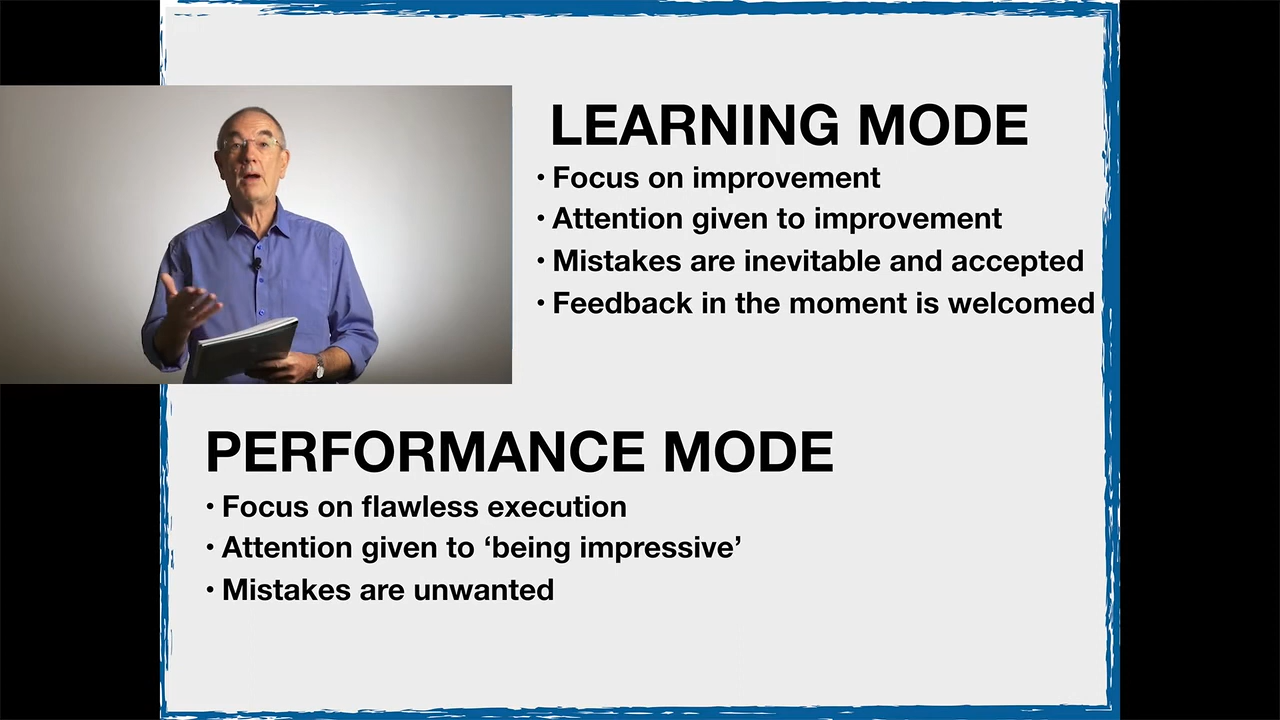 LEARNING MODE
• Focus on improvement
• Attention given to improvement
• Mistakes are inevitable and accepted
• Feedback in the moment is welcomed
PERFORMANCE MODE
• Focus on flawless execution
• Attention given to ‘being impressive’
• Mistakes are unwanted